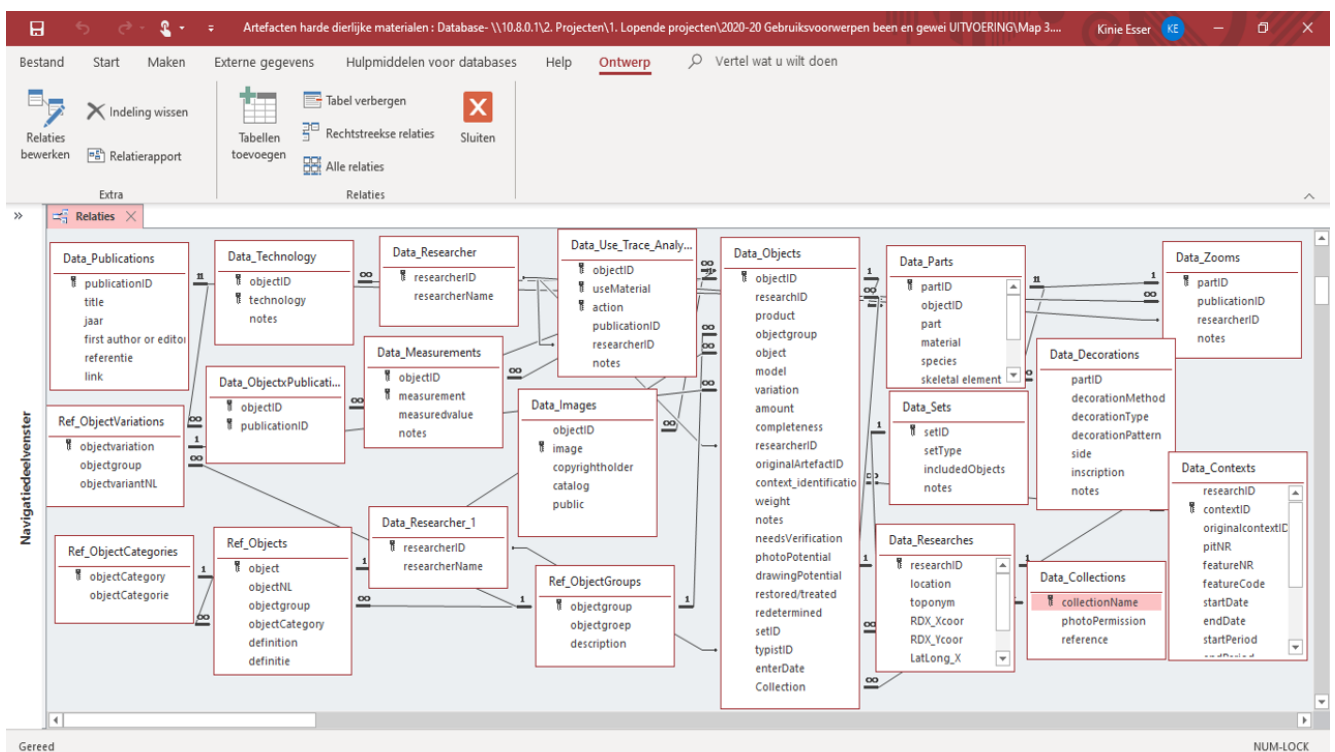 Artefacten harde dierlijke materialen : Database- \\10.8.0.1\2. Projecten\1. Lopende projecten\2020-20 Gebruiksvoorwerpen been en gewei UITVOERING\Map 3....
Kinie Esser
KE
Bestand
Start
Maken
Externe gegevens
Hulpmiddelen voor databases
Help
Ontwerp
Vertel wat u wilt doen
Relaties
bewerken
Indeling wissen
Relatierapport
Extra
Tabellen
toevoegen
Tabel verbergen
Rechtstreekse relaties
Alle relaties
Sluiten
Relaties
Relaties
Navigatiedeelvenster
Data_Publications
publicationID
title
jaar
first author or editor
referentie
link
Data_Technology
objectID
technology
notes
Data_Researcher
researcherID
researcherName
Data_Use_Trace_Analy...
objectID
useMaterial
action
publicationID
researcherID
notes
Data_Objects
objectID
researchID
product
objectgroup
object
model
variation
amount
completeness
researcherID
originalArtefactID
context_identificatio
weight
notes
needsVerification
photoPotential
drawingPotential
restored/treated
redetermined
setID
typistID
enterDate
Collection
Data_Parts
partID
objectID
part
material
species
skeletal element
Data_Zooms
partID
publicationID
researcherID
notes
Data_Measurements
objectID
measurement
measuredvalue
notes
Data_ObjectxPublicati...
objectID
publicationID
Data_Decorations
partID
decorationMethod
decorationType
decorationPattern
side
inscription
notes
Data_Images
objectID
image
copyrightholder
catalog
public
Data_Sets
setID
setType
includedObjects
notes
Ref_ObjectVariations
objectvariation
objectgroup
objectvariantNL
Data_Contexts
researchID
contextID
originalcontextID
pitNR
featureNR
featureCode
startDate
endDate
startPeriod
endPeriod
Data_Researcher_1
researcherID
researcherName
Ref_ObjectCategories
objectCategory
objectCategorie
Ref_Objects
object
objectNL
objectgroup
objectCategory
definition
definitie
Ref_ObjectGroups
objectgroup
objectgroep
description
Data_Researches
researchID
location
toponym
RDX_Xcoor
RDX_Ycoor
LatLong_X
Data_Collections
collectionName
photoPermission
reference
Gereed
NUM-LOCK